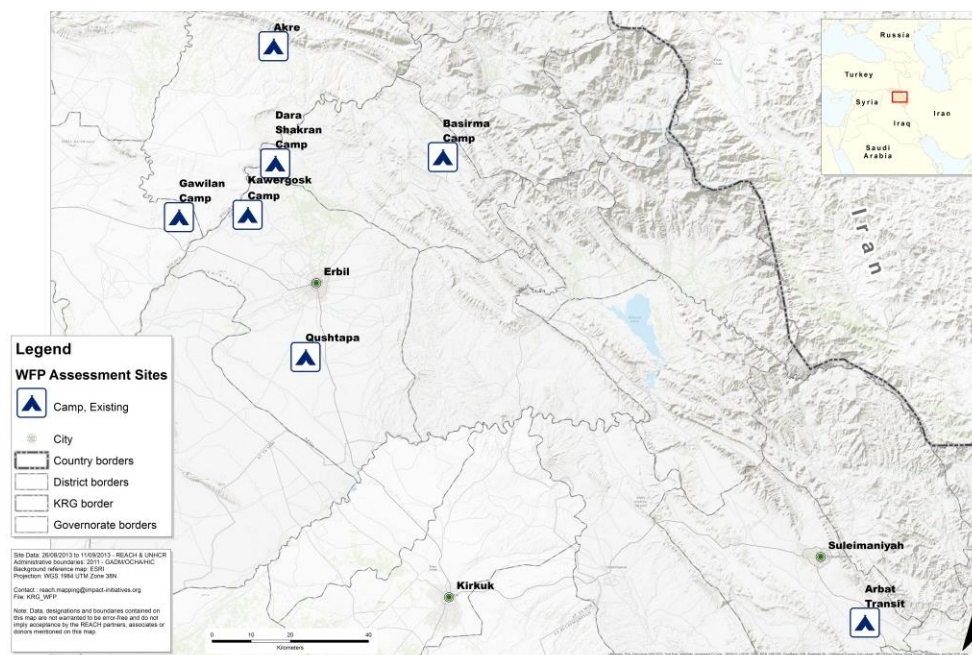 Akre
Dara
Shakran
Camp
Basirma
Camp
Gawilan
Camp
Kawergosk
Camp
Erbil
Qushtapa
Iran
Suleimaniyah
Arbat
Transit
Kirkuk
Russia
Turkey
Syria
Iraq
Iran
Saudi
Arabia
Legend
WFP Assessment Sites
Camp, Existing
City
Country borders
District borders
KRG border
Governorate borders
Site Data: 26/08/2013 to 11/09/2013 - REACH & UNHCR
Administrative boundaries: 2011 - GADM/OCHA/HIC
Background reference map: ESRI
Projection: WGS 1984 UTM Zone 38N
Contact : reach.mapping@impact-initiatives.org
File: KRG_WFP
Note: Data, designations and boundaries contained on
this map are not warranted to be error-free and do not
imply acceptance by the REACH partners, associates or
donors mentioned on this map.
0 10 20 40
Kilometers